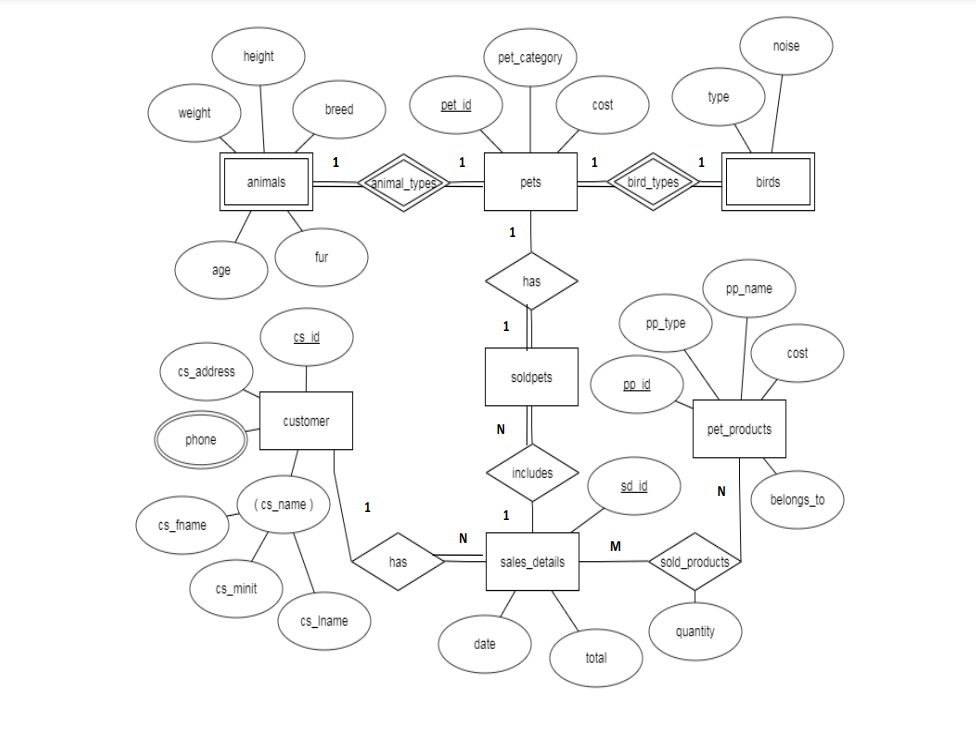 noise
height
pet_category
type
pet_id
cost
breed
weight
1
1
1
1
animals
animal_types
pets
bird_types
birds
1
fur
age
has
pp_name
pp_type
1
cs_id
cost
cs_address
soldpets
pp_id
customer
N
pet_products
phone
includes
sd_id
N
belongs_to
(cs_name)
1
1
cs_fname
N
M
has
sales_details
sold_products
cs_minit
cs_lname
quantity
date
total